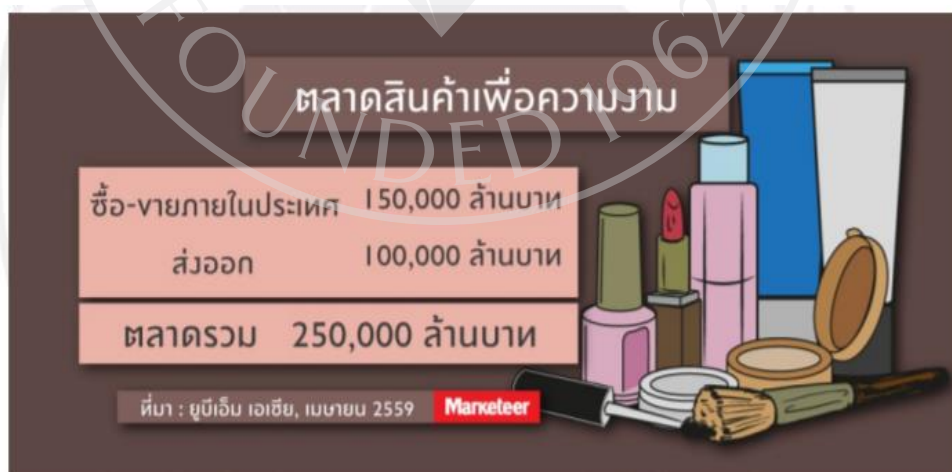 ตลาดสินค้าเพื่อความงาม
ซื้อ-ขายภายในประเทศ 150,000 ล้านบาท
ส่งออก 100,000 ล้านบาท
ตลาดรวม 250,000 ล้านบาท
ที่มา : ยูบีเอ็ม เอเชีย, เมษายน 2559 Marketeer
FOUNDED 1962